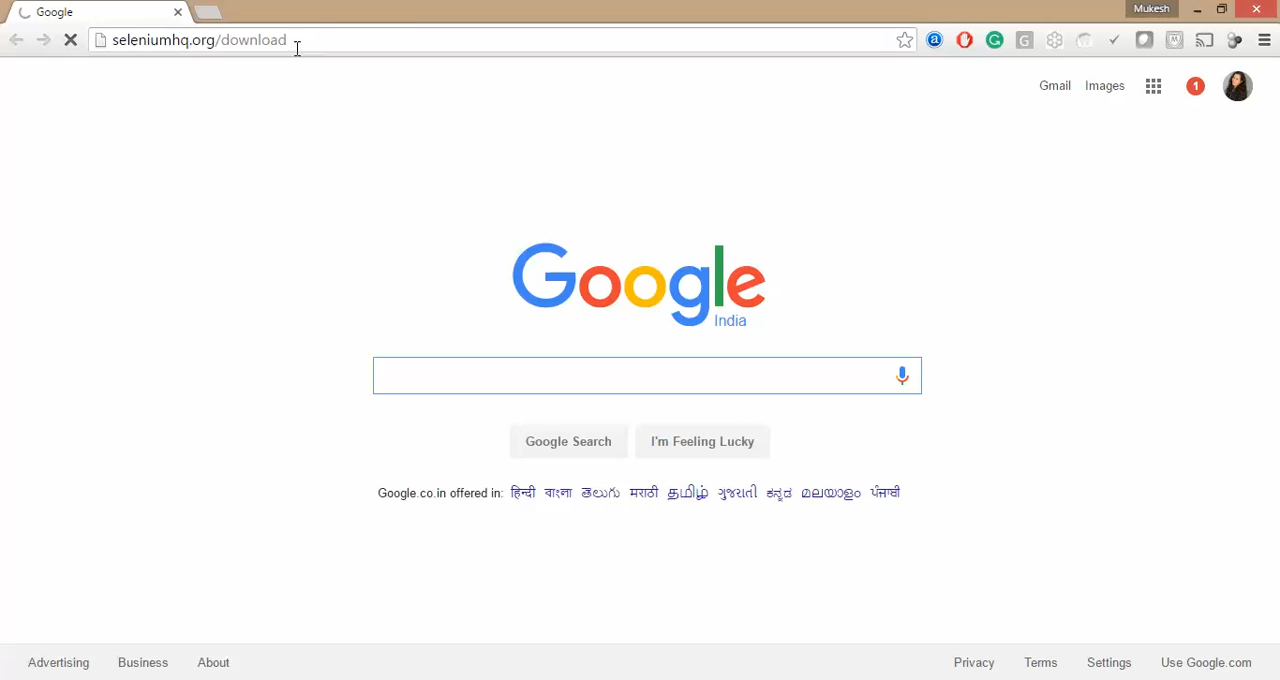 Google
Mukesh
seleniumhq.org/download
Gmail Images 1
Google
India
Google Search I'm Feeling Lucky
Google.co.in offered in: हिन्दी বাংলা తెలుగు मराठी தமிழ் ગુજરાતી ಕನ್ನಡ മലയാളം ਪੰਜਾਬੀ
Advertising Business About Privacy Terms Settings Use Google.com